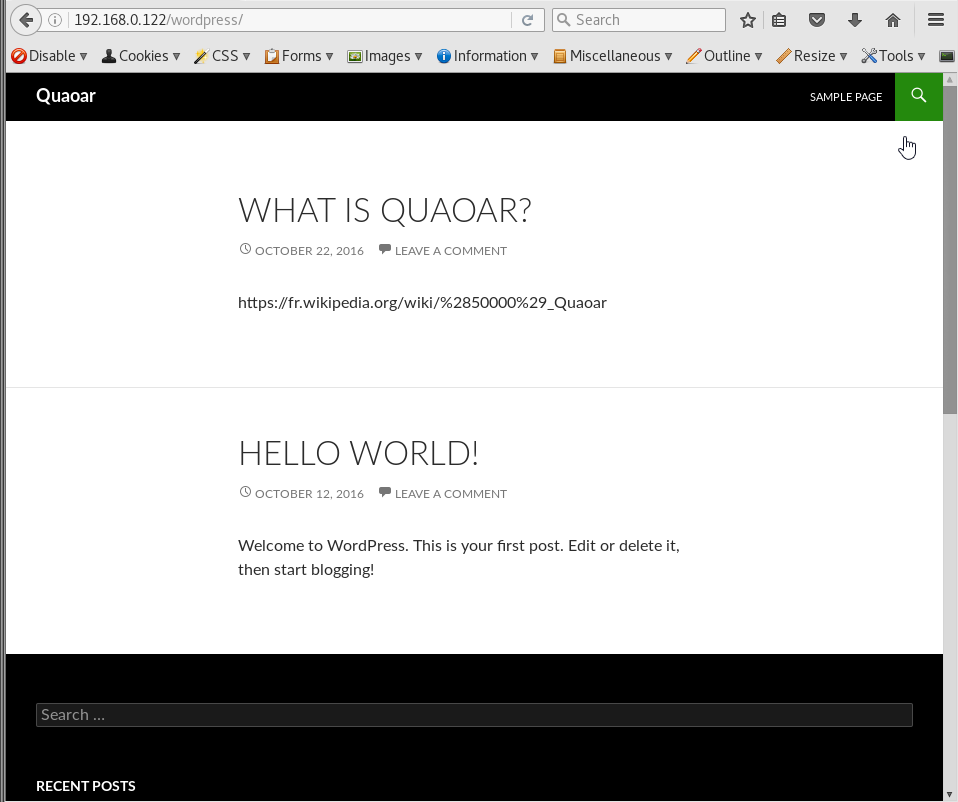 192.168.0.122/wordpress/
Search
Disable Cookies CSS Forms Images Information Miscellaneous Outline Resize Tools
Quaoar
SAMPLE PAGE
WHAT IS QUAOAR?
OCTOBER 22, 2016 LEAVE A COMMENT
https://fr.wikipedia.org/wiki/%2850000%29_Quaoar
HELLO WORLD!
OCTOBER 12, 2016 LEAVE A COMMENT
Welcome to WordPress. This is your first post. Edit or delete it,
then start blogging!
Search ...
RECENT POSTS